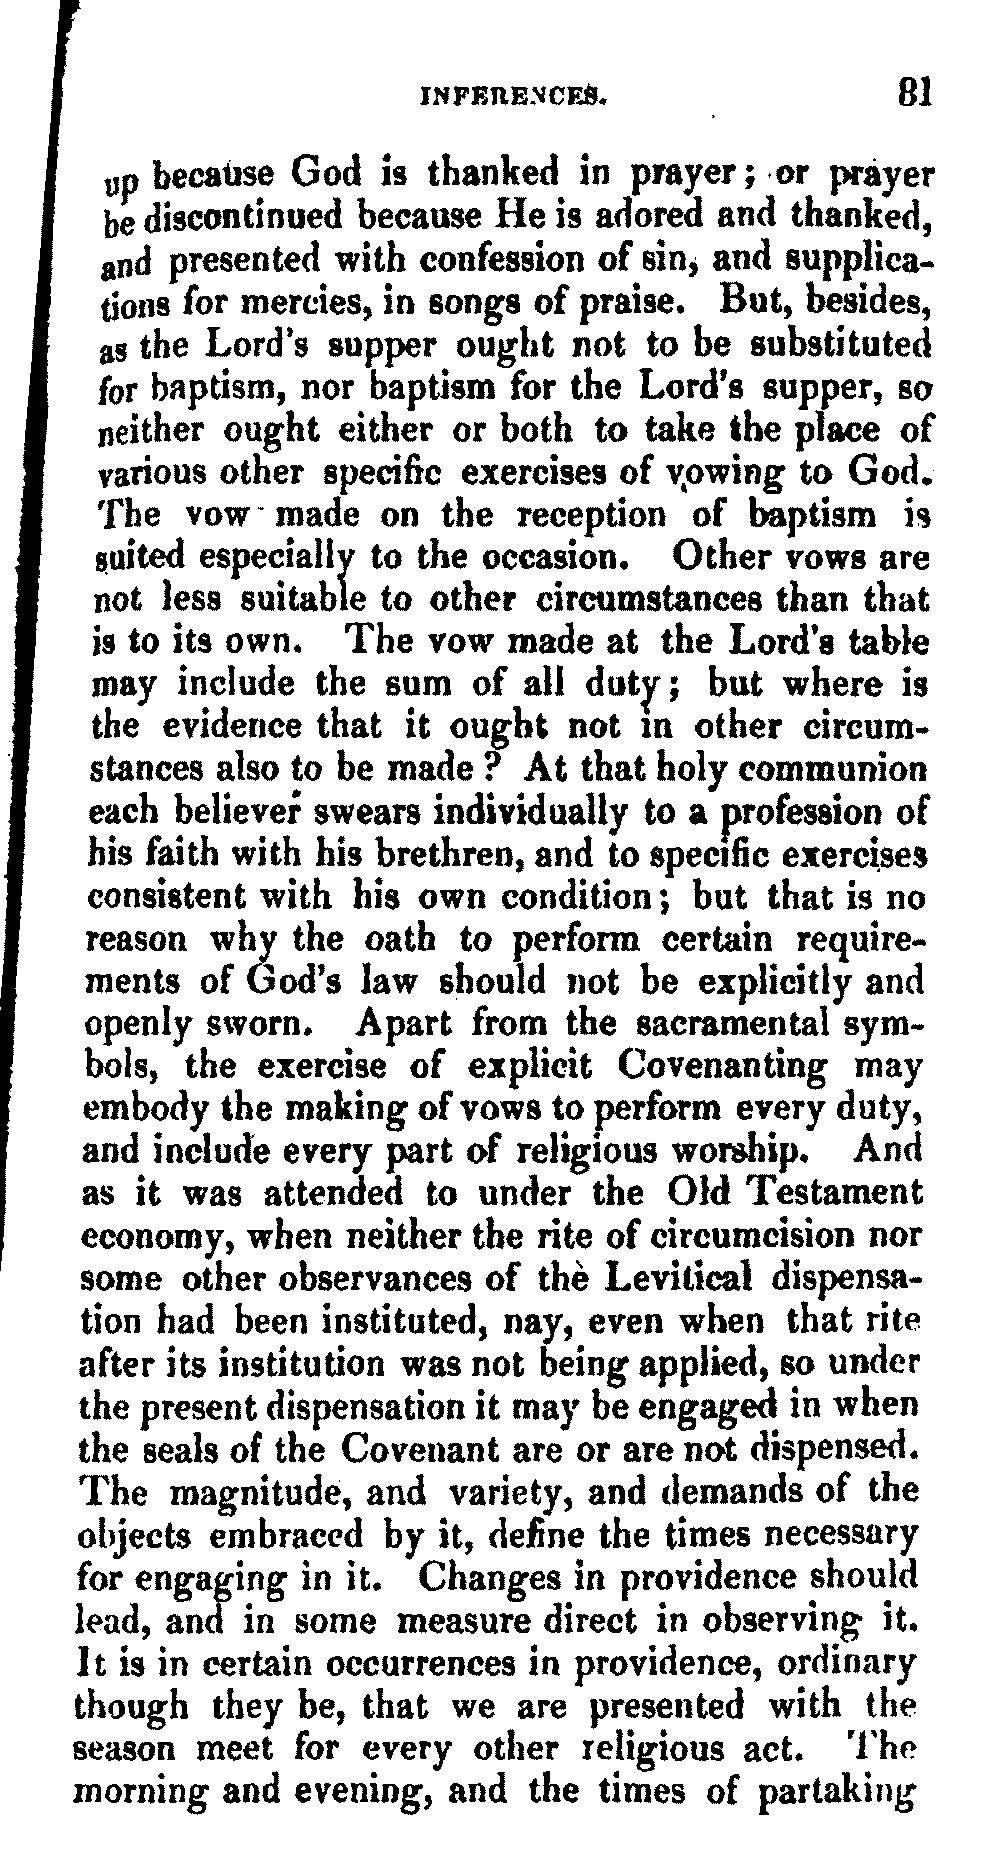 INFERENCES. 81
up because God is thanked in prayer; or prayer
be discontinued because He is adored and thanked,
and presented with confession of sin, and supplica-
tions for mercies, in songs of praise. But, besides,
as the Lord's supper ought not to be substituted
for baptism, nor baptism for the Lord's supper, so
neither ought either or both to take the place of
various other specific exercises of vowing to God.
The vow made on the reception of baptism is
suited especially to the occasion. Other vows are
not less suitable to other circumstances than that
is to its own. The vow made at the Lord's table
may include the sum of all duty; but where is
the evidence that it ought not in other circum-
stances also to be made? At that holy communion
each believer swears individually to a profession of
his faith with his brethren, and to specific exercises
consistent with his own condition; but that is no
reason why the oath to perform certain require-
ments of God's law should not be explicitly and
openly sworn. Apart from the sacramental sym-
bols, the exercise of explicit Covenanting may
embody the making of vows to perform every duty,
and include every part of religious worship. And
as it was attended to under the Old Testament
economy, when neither the rite of circumcision nor
some other observances of the Levitical dispensa-
tion had been instituted, nay, even when that rite
after its institution was not being applied, so under
the present dispensation it may be engaged in when
the seals of the Covenant are or are not dispensed.
The magnitude, and variety, and demands of the
objects embraced by it, define the times necessary
for engaging in it. Changes in providence should
lead, and in some measure direct in observing it.
It is in certain occurrences in providence, ordinary
though they be, that we are presented with the
season meet for every other religious act. The
morning and evening, and the times of partaking